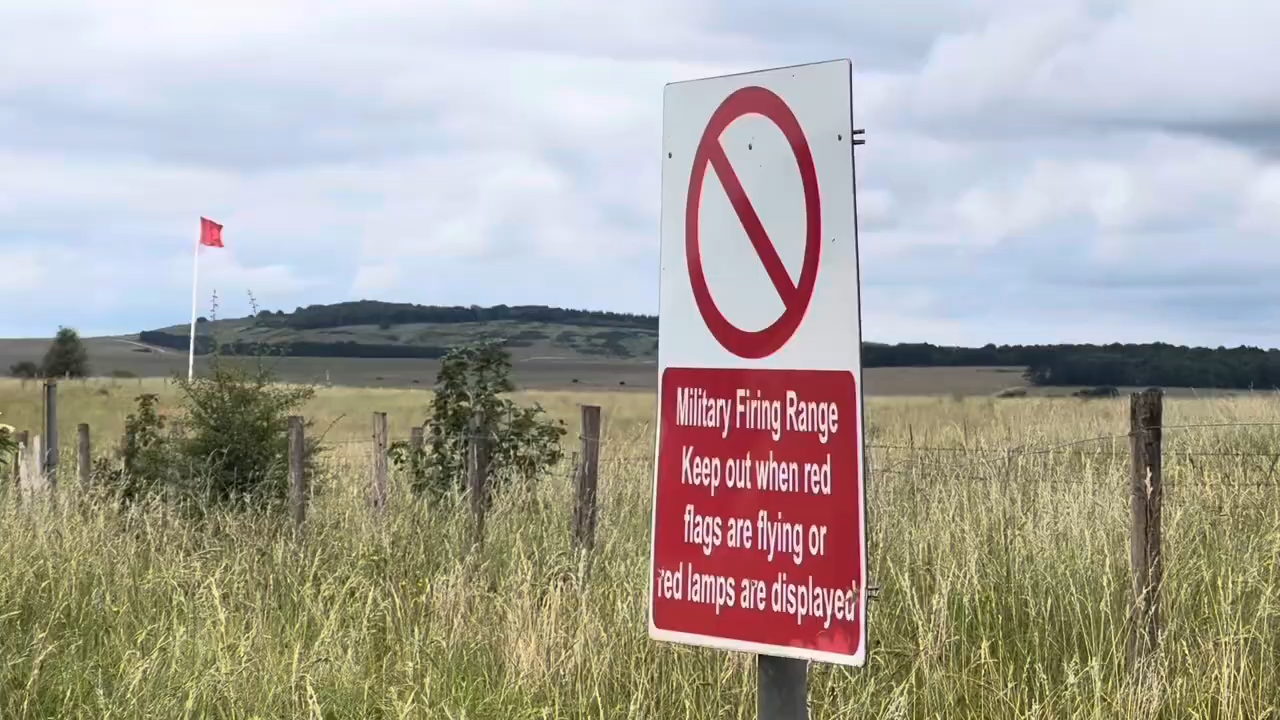 Military Firing Range
Keep out when red
flags are flying or
red lamps are displayed